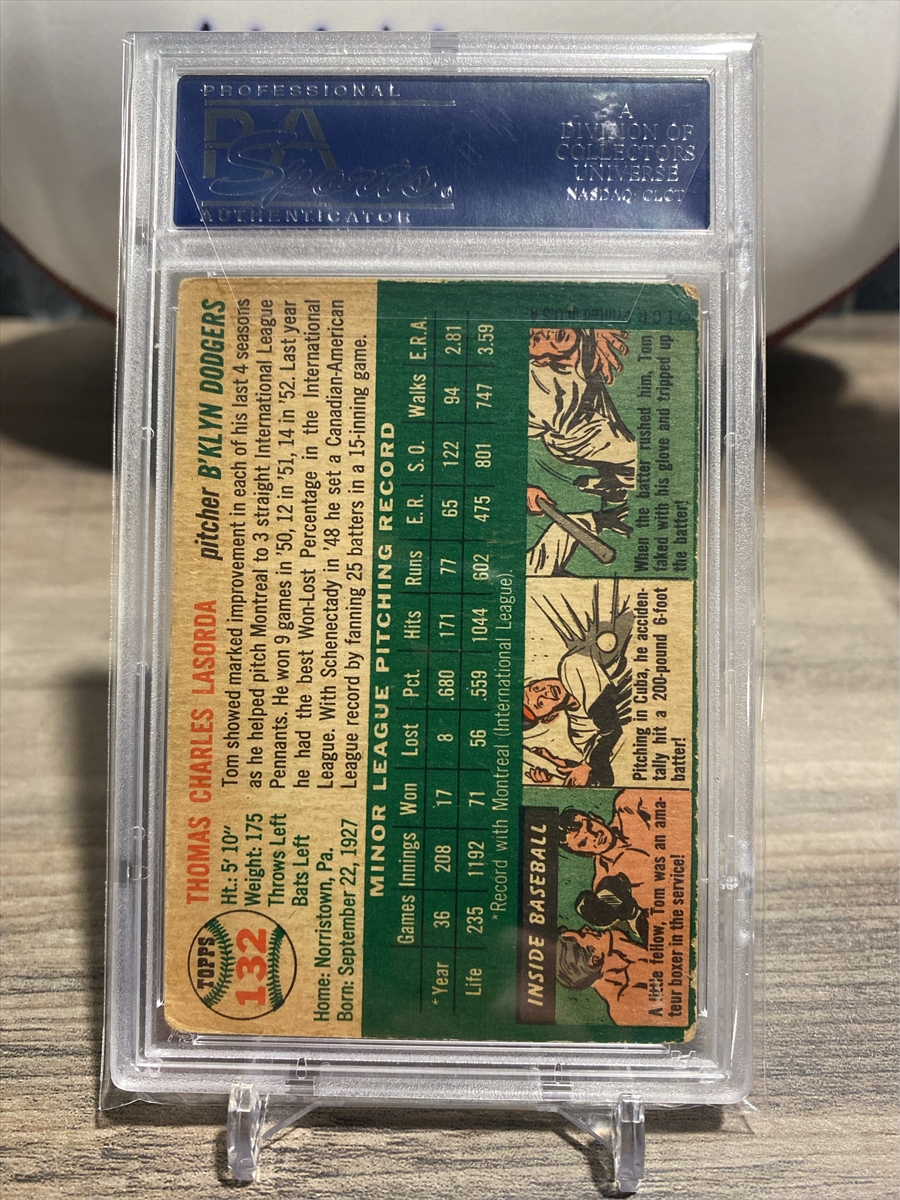 PROFESSIONAL
PSA
Sports
AUTHENTICATOR
A
DIVISION OF
COLLECTORS
UNIVERSE
NASDAQ: CLCT
TOPPS
132
THOMAS CHARLES LASORDA
pitcher B'KLYN DODGERS
Ht.: 5' 10"
Weight: 175
Throws Left
Bats Left
Home: Norristown, Pa.
Born: September 22, 1927
Tom showed marked improvement in each of his last 4 seasons
as he helped pitch Montreal to 3 straight International League
Pennants. He won 9 games in '50, 12 in '51, 14 in '52. Last year
he had the best Won-Lost Percentage in the International
League. With Schenectady in '48 he set a Canadian-American
League record by fanning 25 batters in a 15-inning game.
MINOR LEAGUE PITCHING RECORD
Games Innings Won Lost Pct. Hits Runs E.R. S.O. Walks E.R.A.
*Year 36 208 17 8 .680 171 77 65 122 94 2.81
Life 235 1192 71 56 .559 1044 602 475 801 747 3.59
*Record with Montreal (International League).
INSIDE BASEBALL
A little fellow, Tom was an ama-
teur boxer in the service!
Pitching in Cuba, he acciden-
tally hit a 200-pound 6-foot
batter!
When the batter rushed him, Tom
faked with his glove and tripped up
the batter!